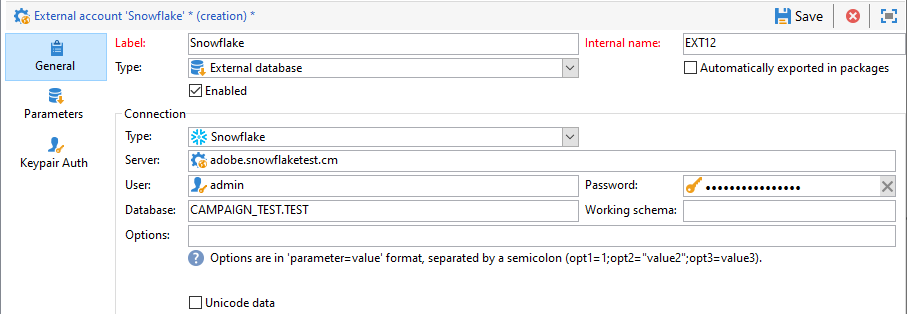 External account 'Snowflake' * (creation) *
Save
General
Parameters
Keypair Auth
Label: Snowflake Internal name: EXT12
Type: External database Automatically exported in packages
Enabled
Connection
Type: Snowflake
Server: adobe.snowflaketest.cm
User: admin Password: ••••••••••••••••
Database: CAMPAIGN_TEST.TEST Working schema:
Options:
Options are in 'parameter=value' format, separated by a semicolon (opt1=1;opt2="value2";opt3=value3).
Unicode data